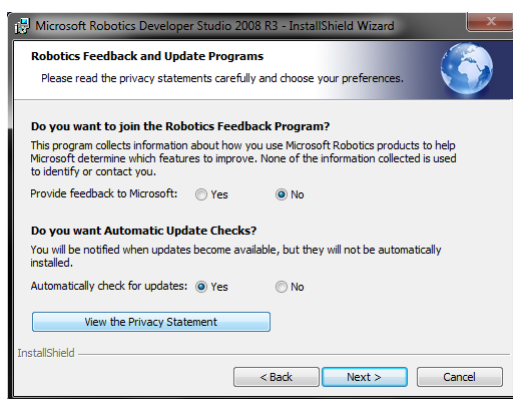 Microsoft Robotics Developer Studio 2008 R3 - InstallShield Wizard
Robotics Feedback and Update Programs
Please read the privacy statements carefully and choose your preferences.
Do you want to join the Robotics Feedback Program?
This program collects information about how you use Microsoft Robotics products to help
Microsoft determine which features to improve. None of the information collected is used
to identify or contact you.
Provide feedback to Microsoft: Yes No
Do you want Automatic Update Checks?
You will be notified when updates become available, but they will not be automatically
installed.
Automatically check for updates: Yes No
View the Privacy Statement
InstallShield
< Back Next > Cancel